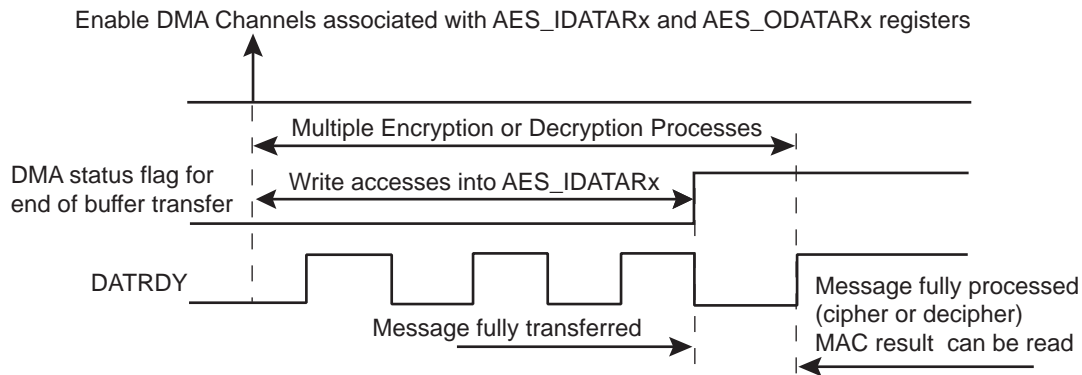 Enable DMA Channels associated with AES_IDATARx and AES_ODATARx registers
Multiple Encryption or Decryption Processes
DMA status flag for
end of buffer transfer
Write accesses into AES_IDATARx
DATRDY
Message fully transferred
Message fully processed
(cipher or decipher)
MAC result can be read